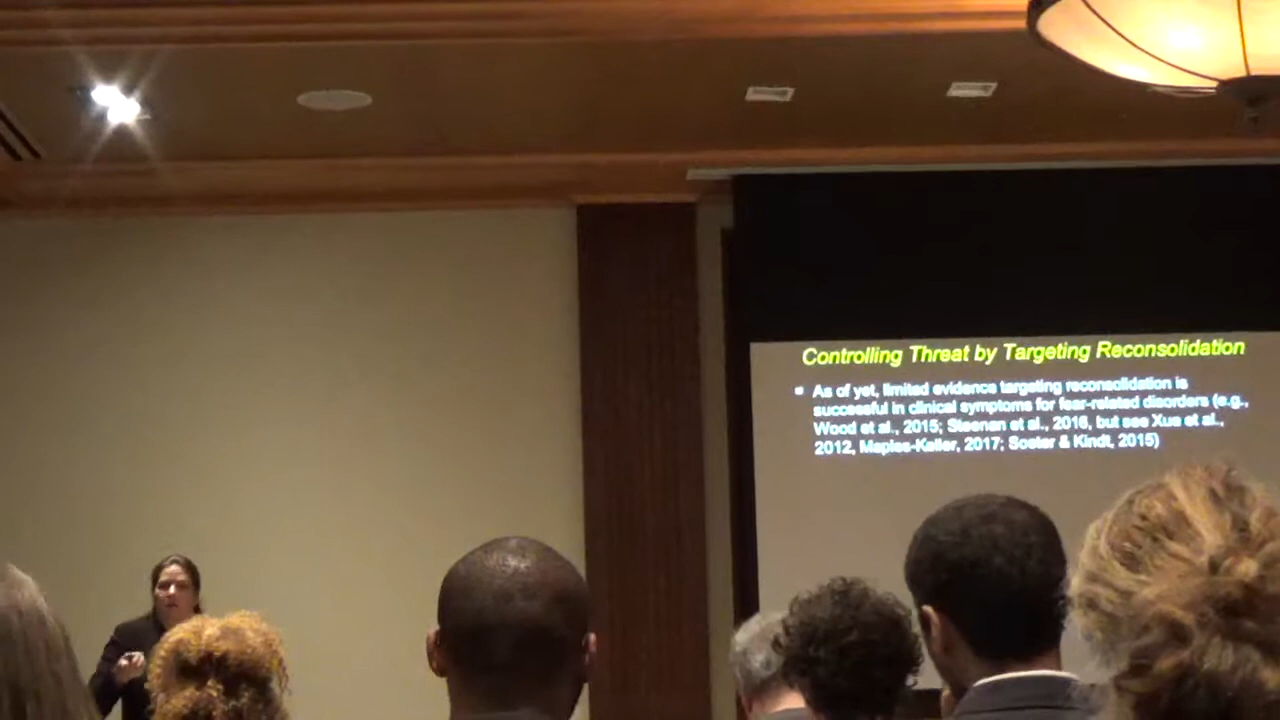 Controlling Threat by Targeting Reconsolidation
As of yet, limited evidence targeting reconsolidation is
successful in clinical symptoms for fear-related disorders (e.g.,
Wood et al., 2015; Steenen et al., 2016, but see Xue et al.,
2012, Maples-Keller, 2017; Soeter & Kindt, 2015)